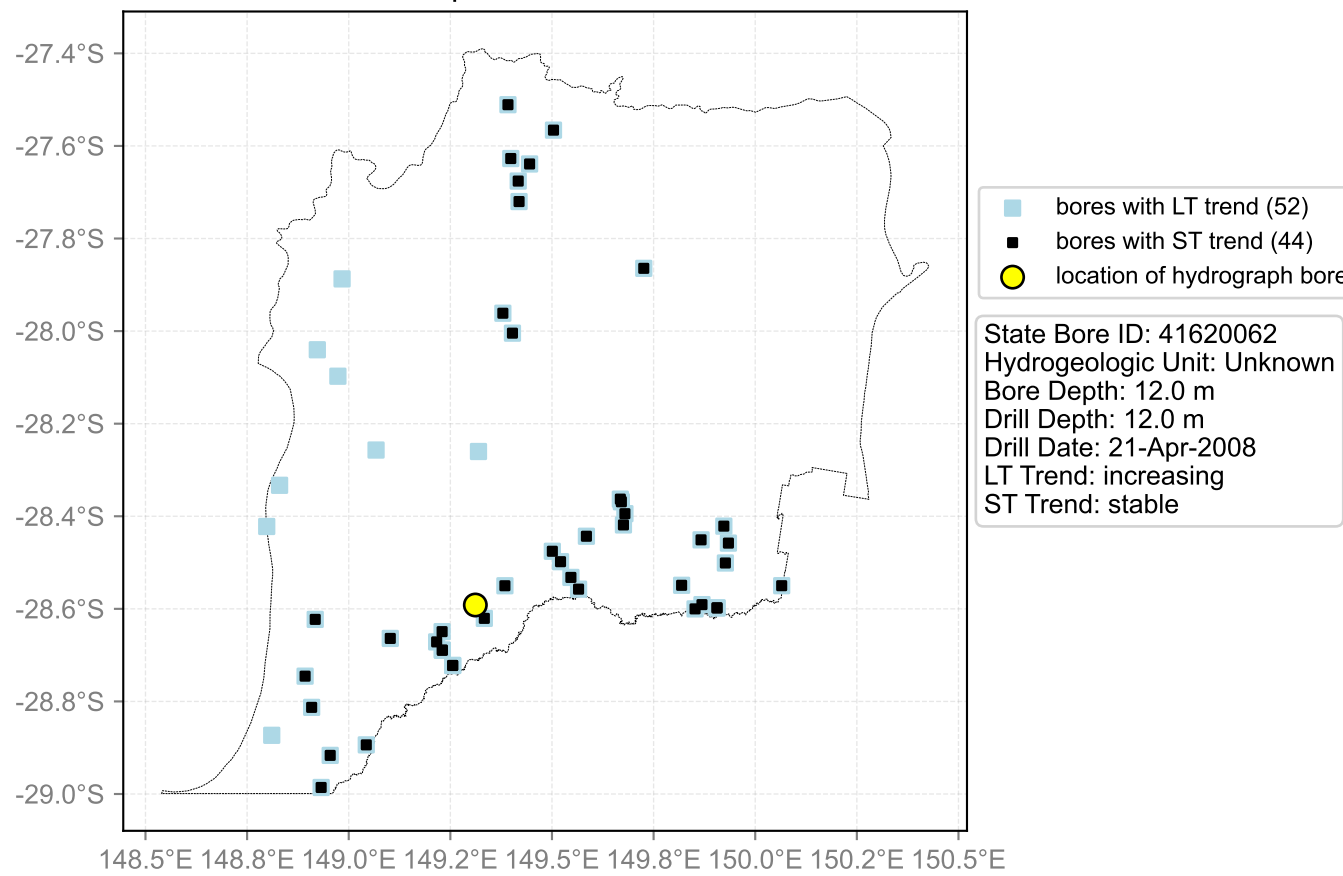 -27.4°S
-27.6°S
-27.8°S
-28.0°S
-28.2°S
-28.4°S
-28.6°S
-28.8°S
-29.0°S
148.5°E 148.8°E 149.0°E 149.2°E 149.5°E 149.8°E 150.0°E 150.2°E 150.5°E
bores with LT trend (52)
bores with ST trend (44)
location of hydrograph bore
State Bore ID: 41620062
Hydrogeologic Unit: Unknown
Bore Depth: 12.0 m
Drill Depth: 12.0 m
Drill Date: 21-Apr-2008
LT Trend: increasing
ST Trend: stable